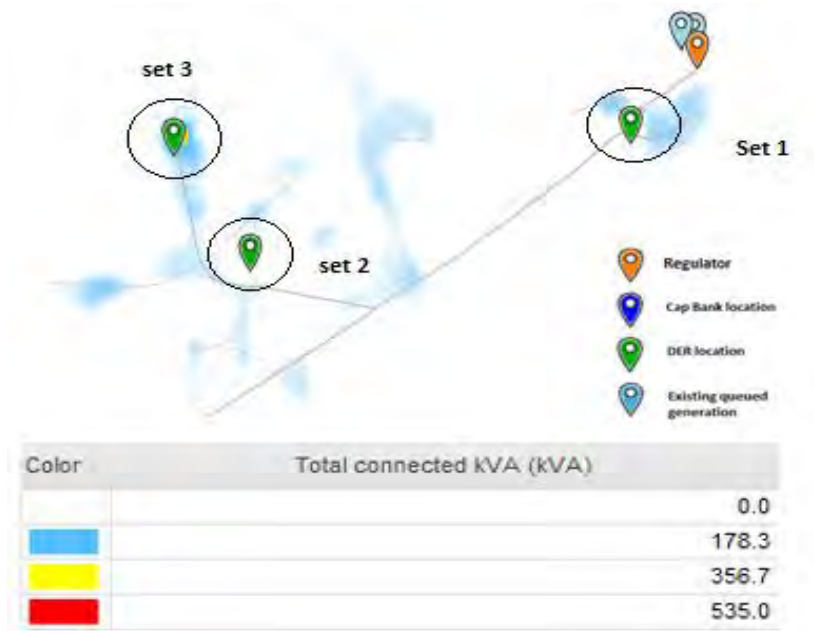 set 3
Set 1
set 2
Regulator
Cap Bank location
DER location
Existing queued
generation
Color Total connected kVA (kVA)
0.0
178.3
356.7
535.0